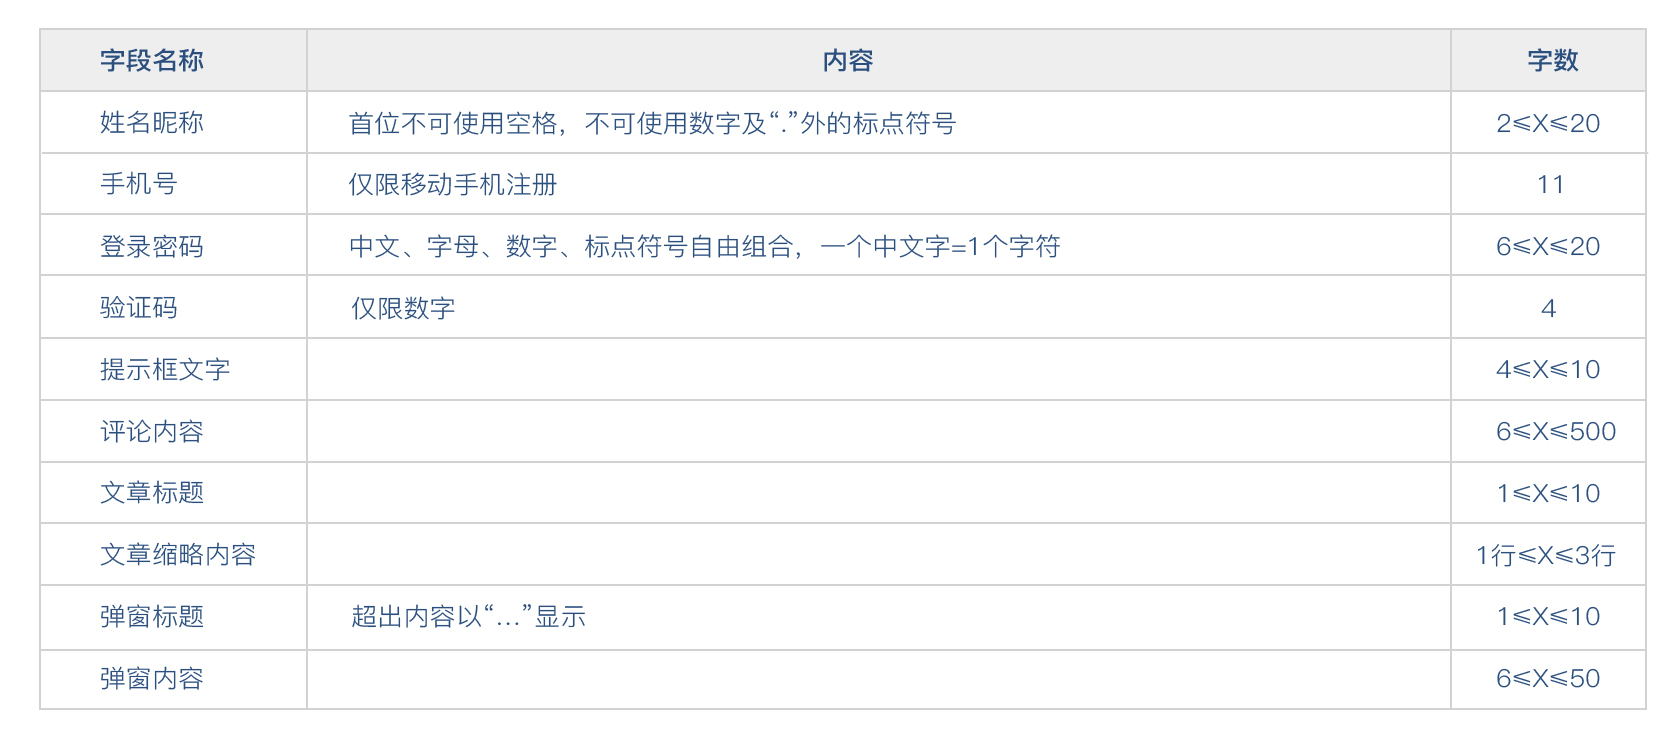 字段名称 内容 字数
姓名昵称 首位不可使用空格，不可使用数字及“.”外的标点符号 2≤X≤20
手机号 仅限移动手机注册 11
登录密码 中文、字母、数字、标点符号自由组合，一个中文字=1个字符 6≤X≤20
验证码 仅限数字 4
提示框文字 4≤X≤10
评论内容 6≤X≤500
文章标题 1≤X≤10
文章缩略内容 1行≤X≤3行
弹窗标题 超出内容以“...”显示 1≤X≤10
弹窗内容 6≤X≤50